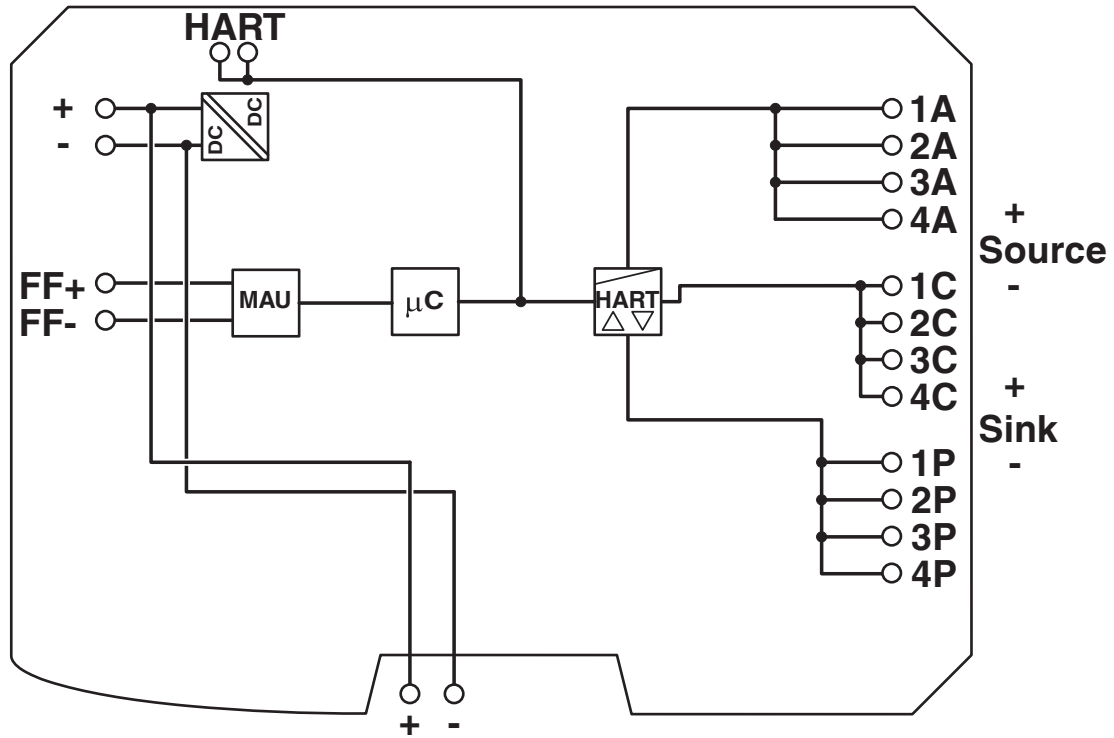 HART
+
-
DC
DC
FF+
FF-
MAU
μC
HART
1A
2A
3A
4A
+
Source
-
1C
2C
3C
4C
+
Sink
-
1P
2P
3P
4P
+ -